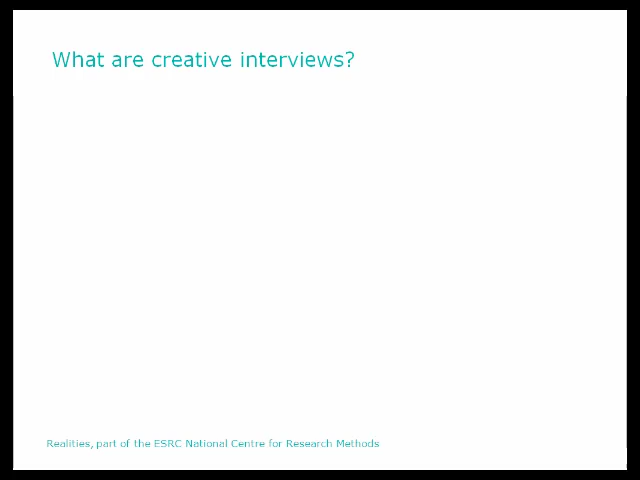 What are creative interviews?
Realities, part of the ESRC National Centre for Research Methods